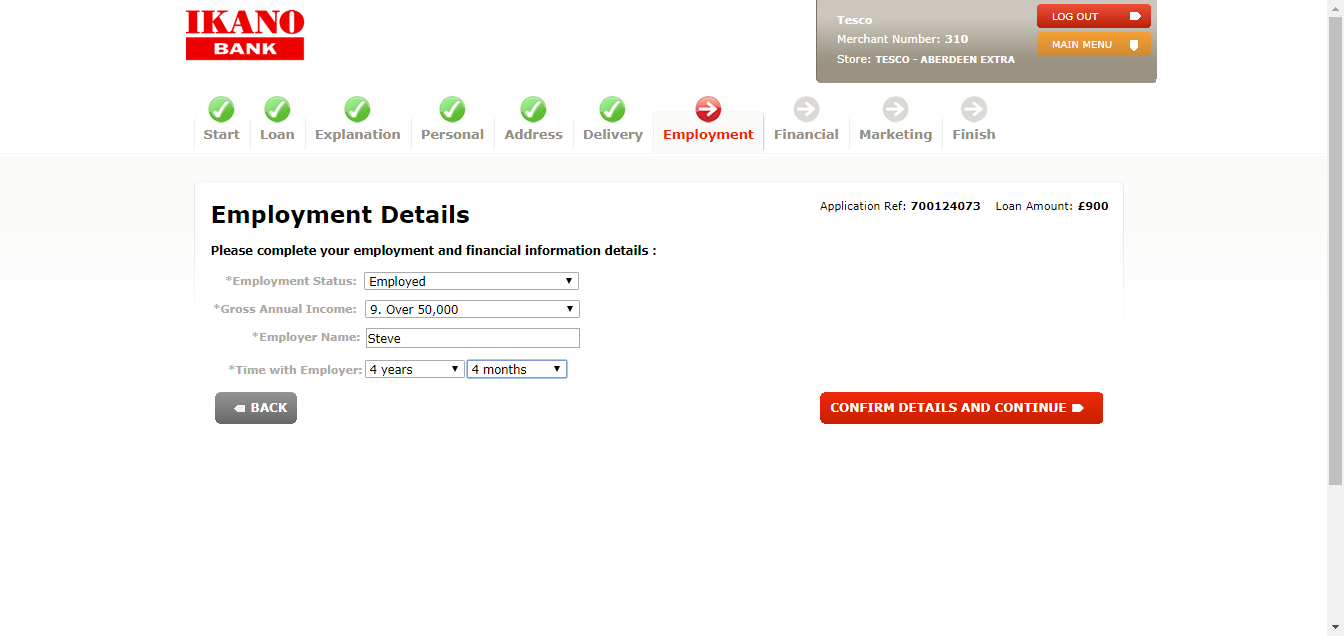 IKANO
BANK
Tesco
Merchant Number: 310
Store: TESCO - ABERDEEN EXTRA
LOG OUT
MAIN MENU
Start Loan Explanation Personal Address Delivery Employment Financial Marketing Finish
Employment Details
Application Ref: 700124073 Loan Amount: £900
Please complete your employment and financial information details :
*Employment Status: Employed
*Gross Annual Income: 9. Over 50,000
*Employer Name: Steve
*Time with Employer: 4 years 4 months
BACK
CONFIRM DETAILS AND CONTINUE